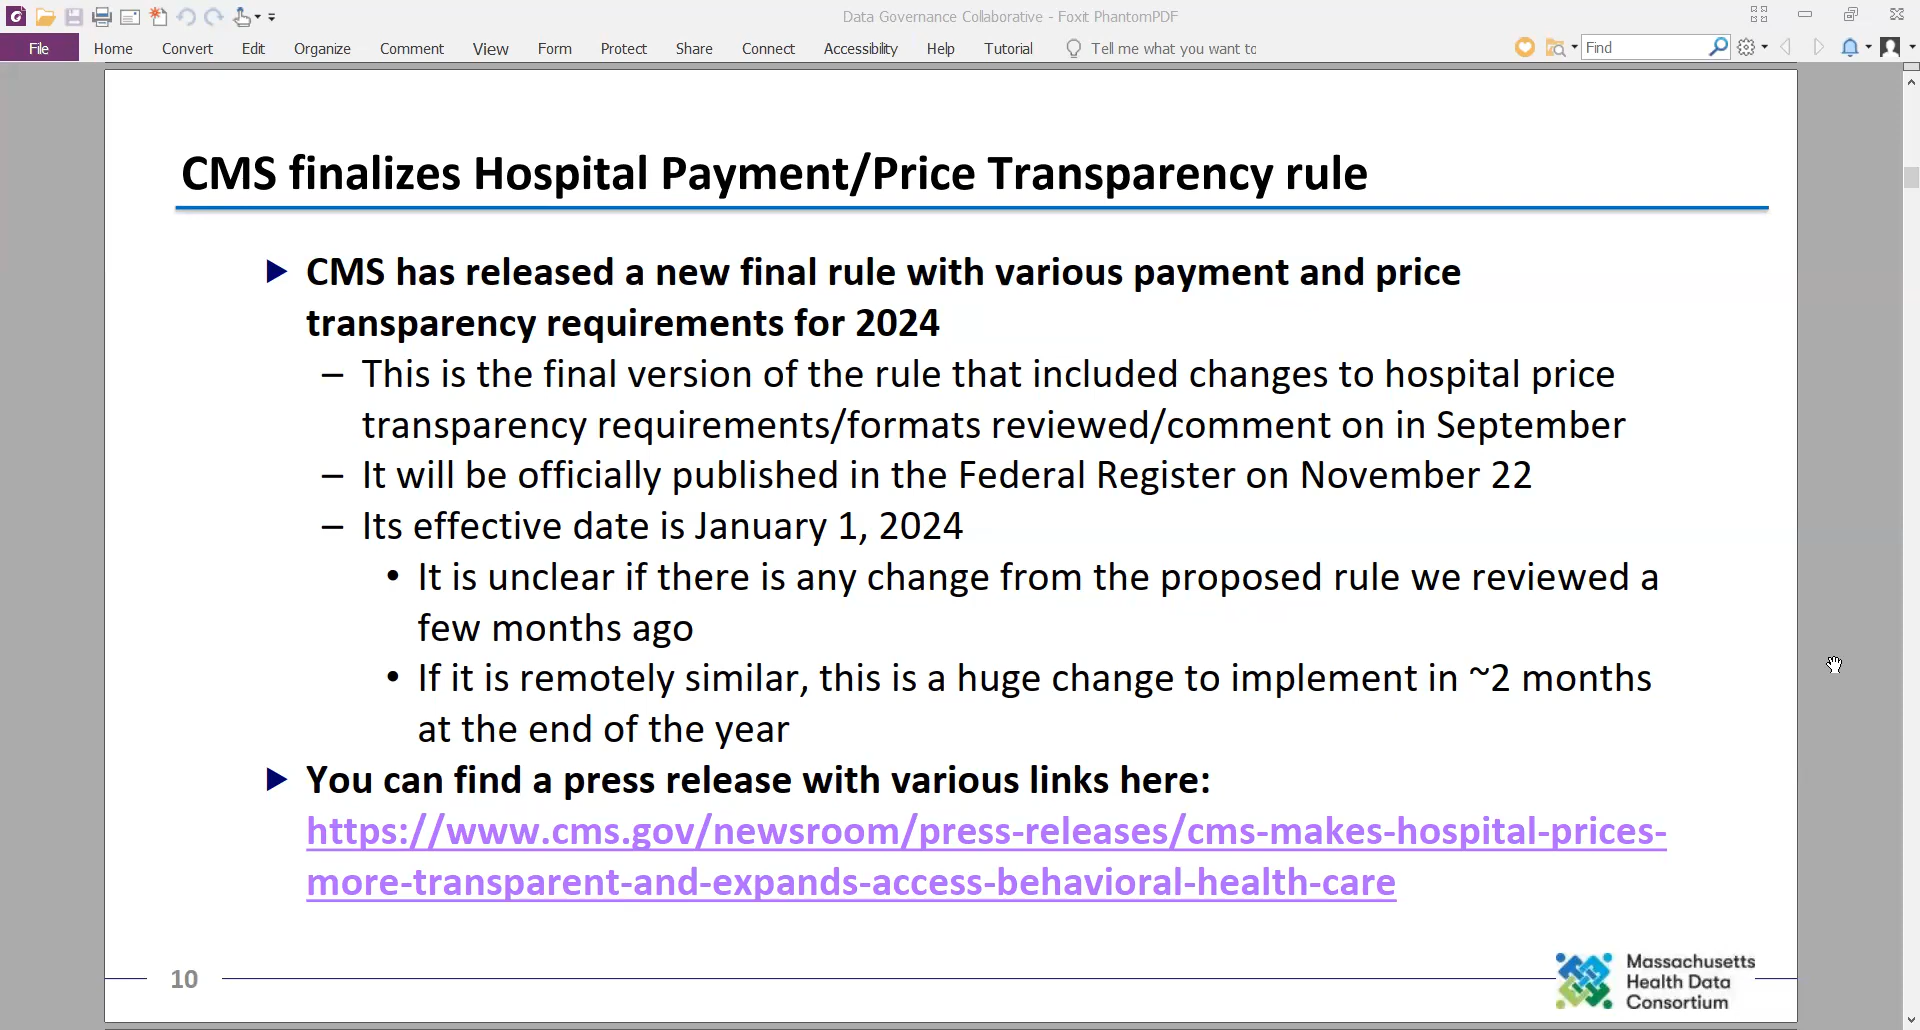 Data Governance Collaborative - Foxit PhantomPDF
File Home Convert Edit Organize Comment View Form Protect Share Connect Accessibility Help Tutorial Tell me what you want to Find
CMS finalizes Hospital Payment/Price Transparency rule
CMS has released a new final rule with various payment and price
transparency requirements for 2024
– This is the final version of the rule that included changes to hospital price
transparency requirements/formats reviewed/comment on in September
– It will be officially published in the Federal Register on November 22
– Its effective date is January 1, 2024
• It is unclear if there is any change from the proposed rule we reviewed a
few months ago
• If it is remotely similar, this is a huge change to implement in ~2 months
at the end of the year
You can find a press release with various links here:
https://www.cms.gov/newsroom/press-releases/cms-makes-hospital-prices-
more-transparent-and-expands-access-behavioral-health-care
10
Massachusetts
Health Data
Consortium